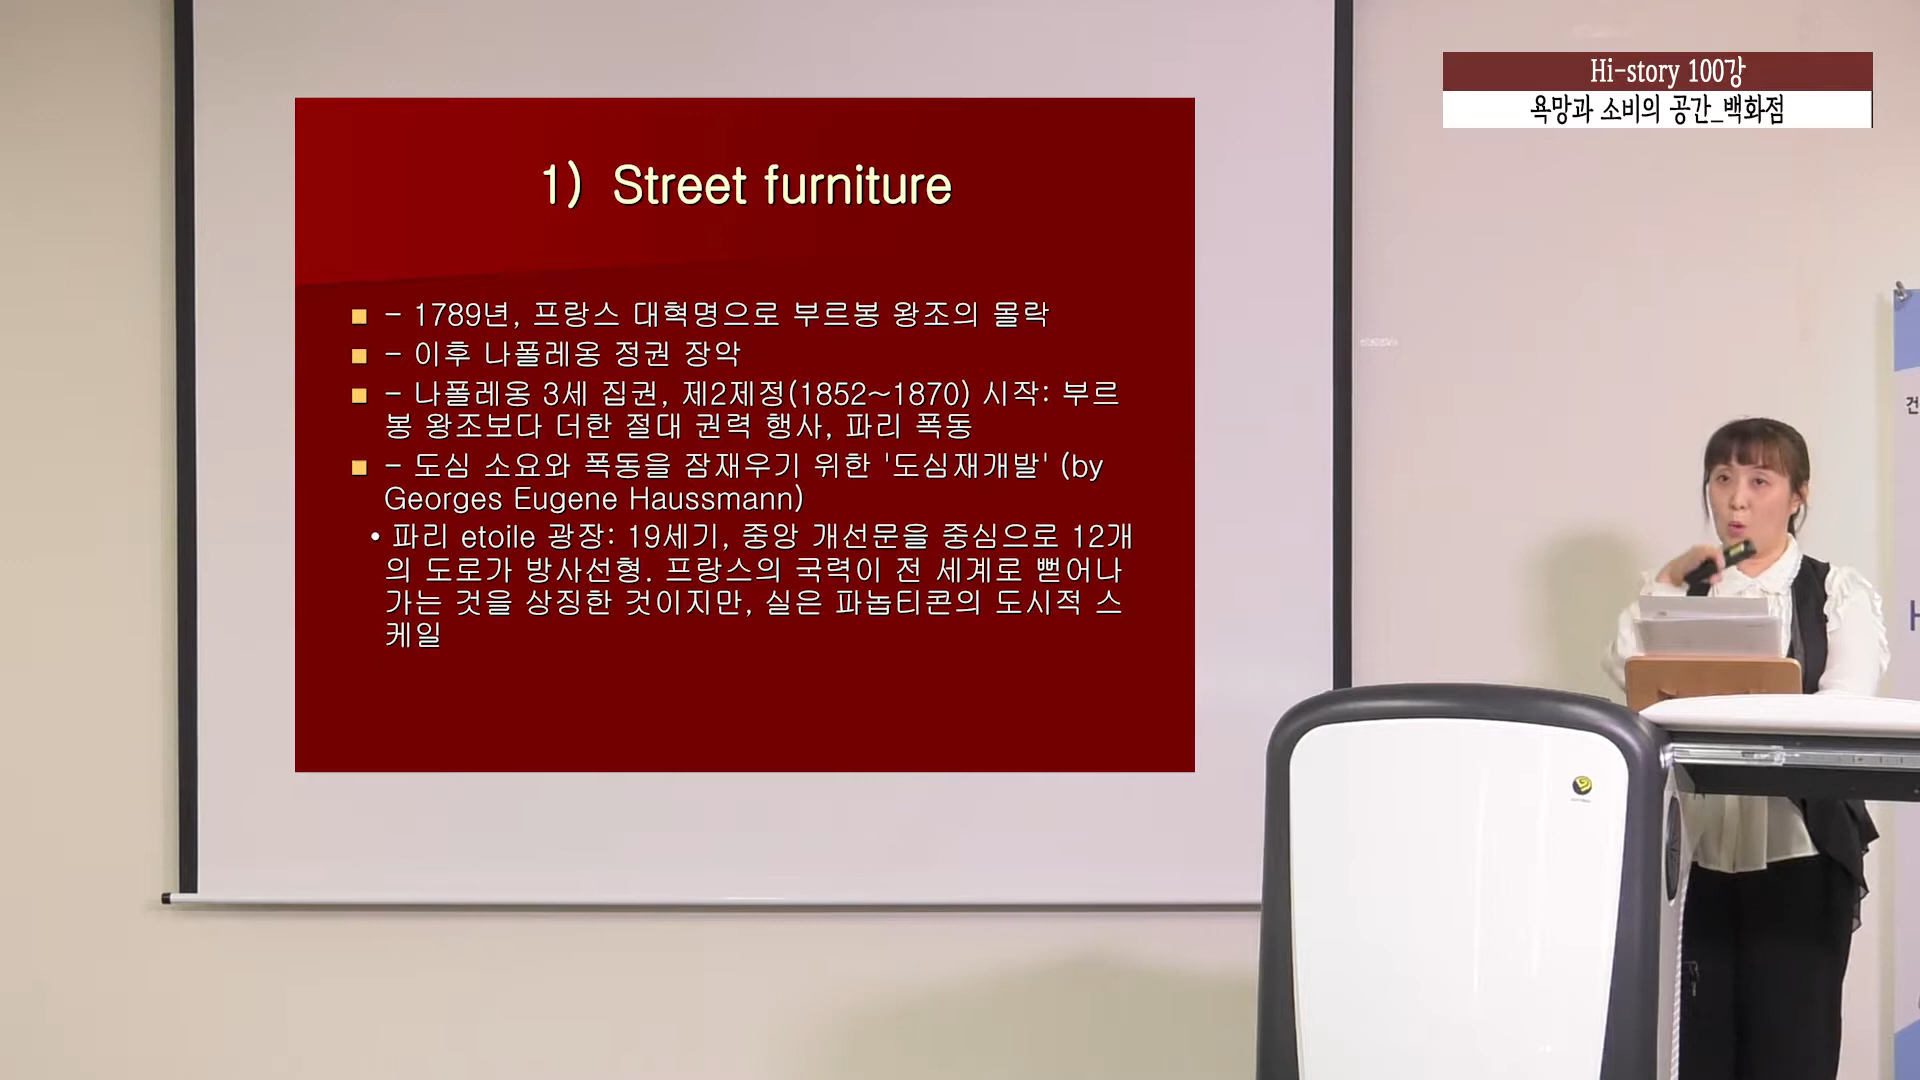 Hi-story 100강
욕망과 소비의 공간_백화점
1) Street furniture
- 1789년, 프랑스 대혁명으로 부르봉 왕조의 몰락
- 이후 나폴레옹 정권 장악
- 나폴레옹 3세 집권, 제2제정(1852~1870) 시작: 부르
봉 왕조보다 더한 절대 권력 행사, 파리 폭동
- 도심 소요와 폭동을 잠재우기 위한 '도심재개발' (by
Georges Eugene Haussmann)
• 파리 etoile 광장: 19세기, 중앙 개선문을 중심으로 12개
의 도로가 방사선형. 프랑스의 국력이 전 세계로 뻗어나
가는 것을 상징한 것이지만, 실은 파놉티콘의 도시적 스
케일
건